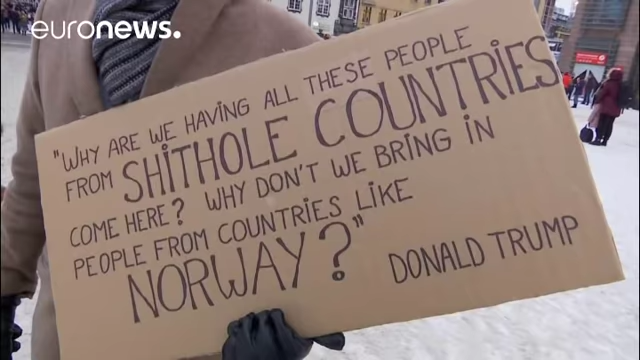 euronews.
"WHY ARE WE HAVING ALL THESE PEOPLE
FROM SHITHOLE COUNTRIES
COME HERE? WHY DON'T WE BRING IN
PEOPLE FROM COUNTRIES LIKE
NORWAY?"
DONALD TRUMP